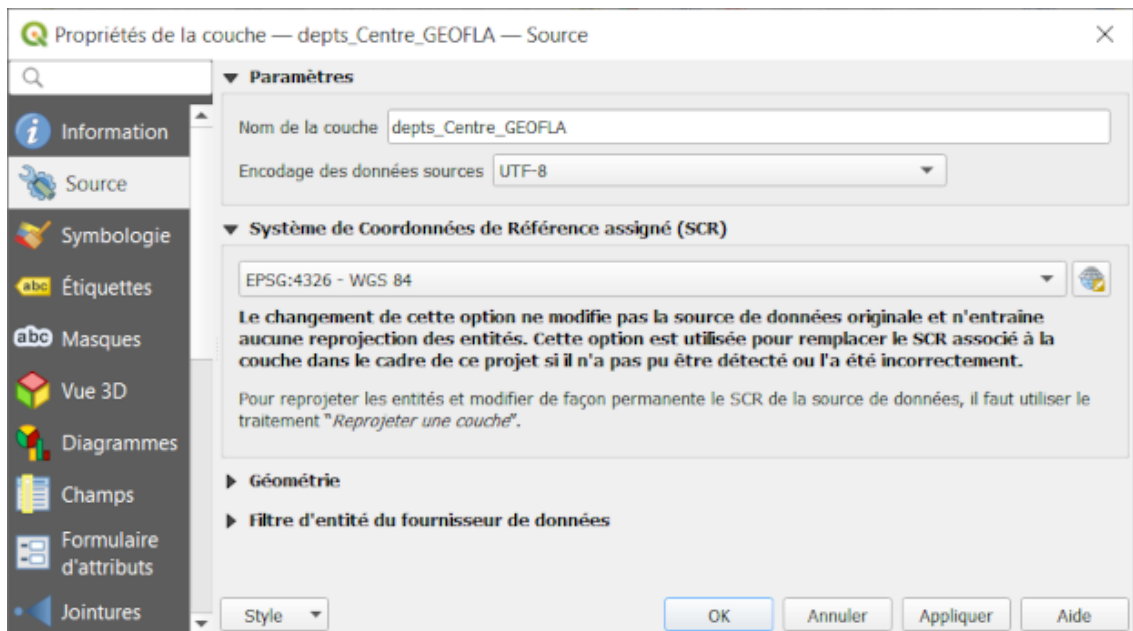 Propriétés de la couche — depts_Centre_GEOFLA — Source
Information
Source
Symbologie
abc Étiquettes
abc Masques
Vue 3D
Diagrammes
Champs
Formulaire
d'attributs
Jointures
Paramètres
Nom de la couche depts_Centre_GEOFLA
Encodage des données sources UTF-8
Système de Coordonnées de Référence assigné (SCR)
EPSG:4326 - WGS 84
Le changement de cette option ne modifie pas la source de données originale et n'entraîne
aucune reprojection des entités. Cette option est utilisée pour remplacer le SCR associé à la
couche dans le cadre de ce projet si il n'a pas pu être détecté ou l'a été incorrectement.
Pour reprojeter les entités et modifier de façon permanente le SCR de la source de données, il faut utiliser le
traitement "Reprojeter une couche".
Géométrie
Filtre d'entité du fournisseur de données
Style OK Annuler Appliquer Aide